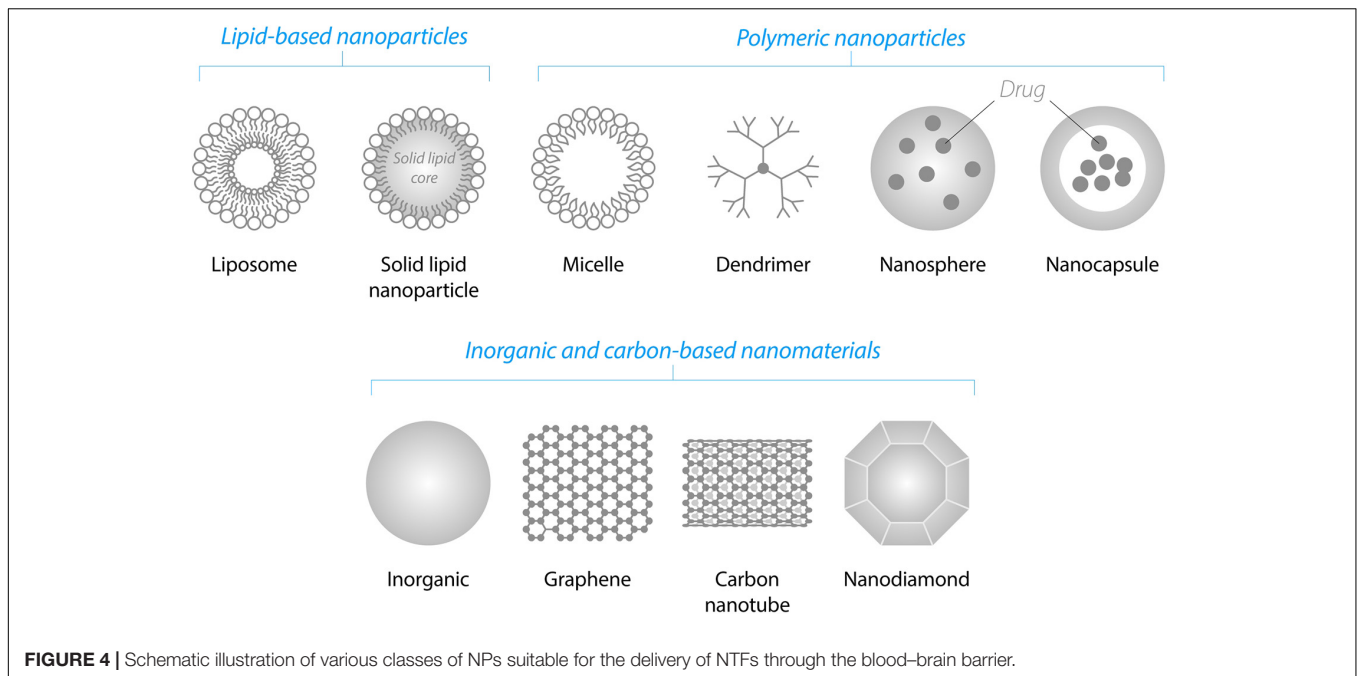 Lipid-based nanoparticles
Polymeric nanoparticles
Drug
Solid lipid
core
Liposome
Solid lipid
nanoparticle
Micelle
Dendrimer
Nanosphere
Nanocapsule
Inorganic and carbon-based nanomaterials
Inorganic
Graphene
Carbon
nanotube
Nanodiamond
FIGURE 4 | Schematic illustration of various classes of NPs suitable for the delivery of NTFs through the blood–brain barrier.